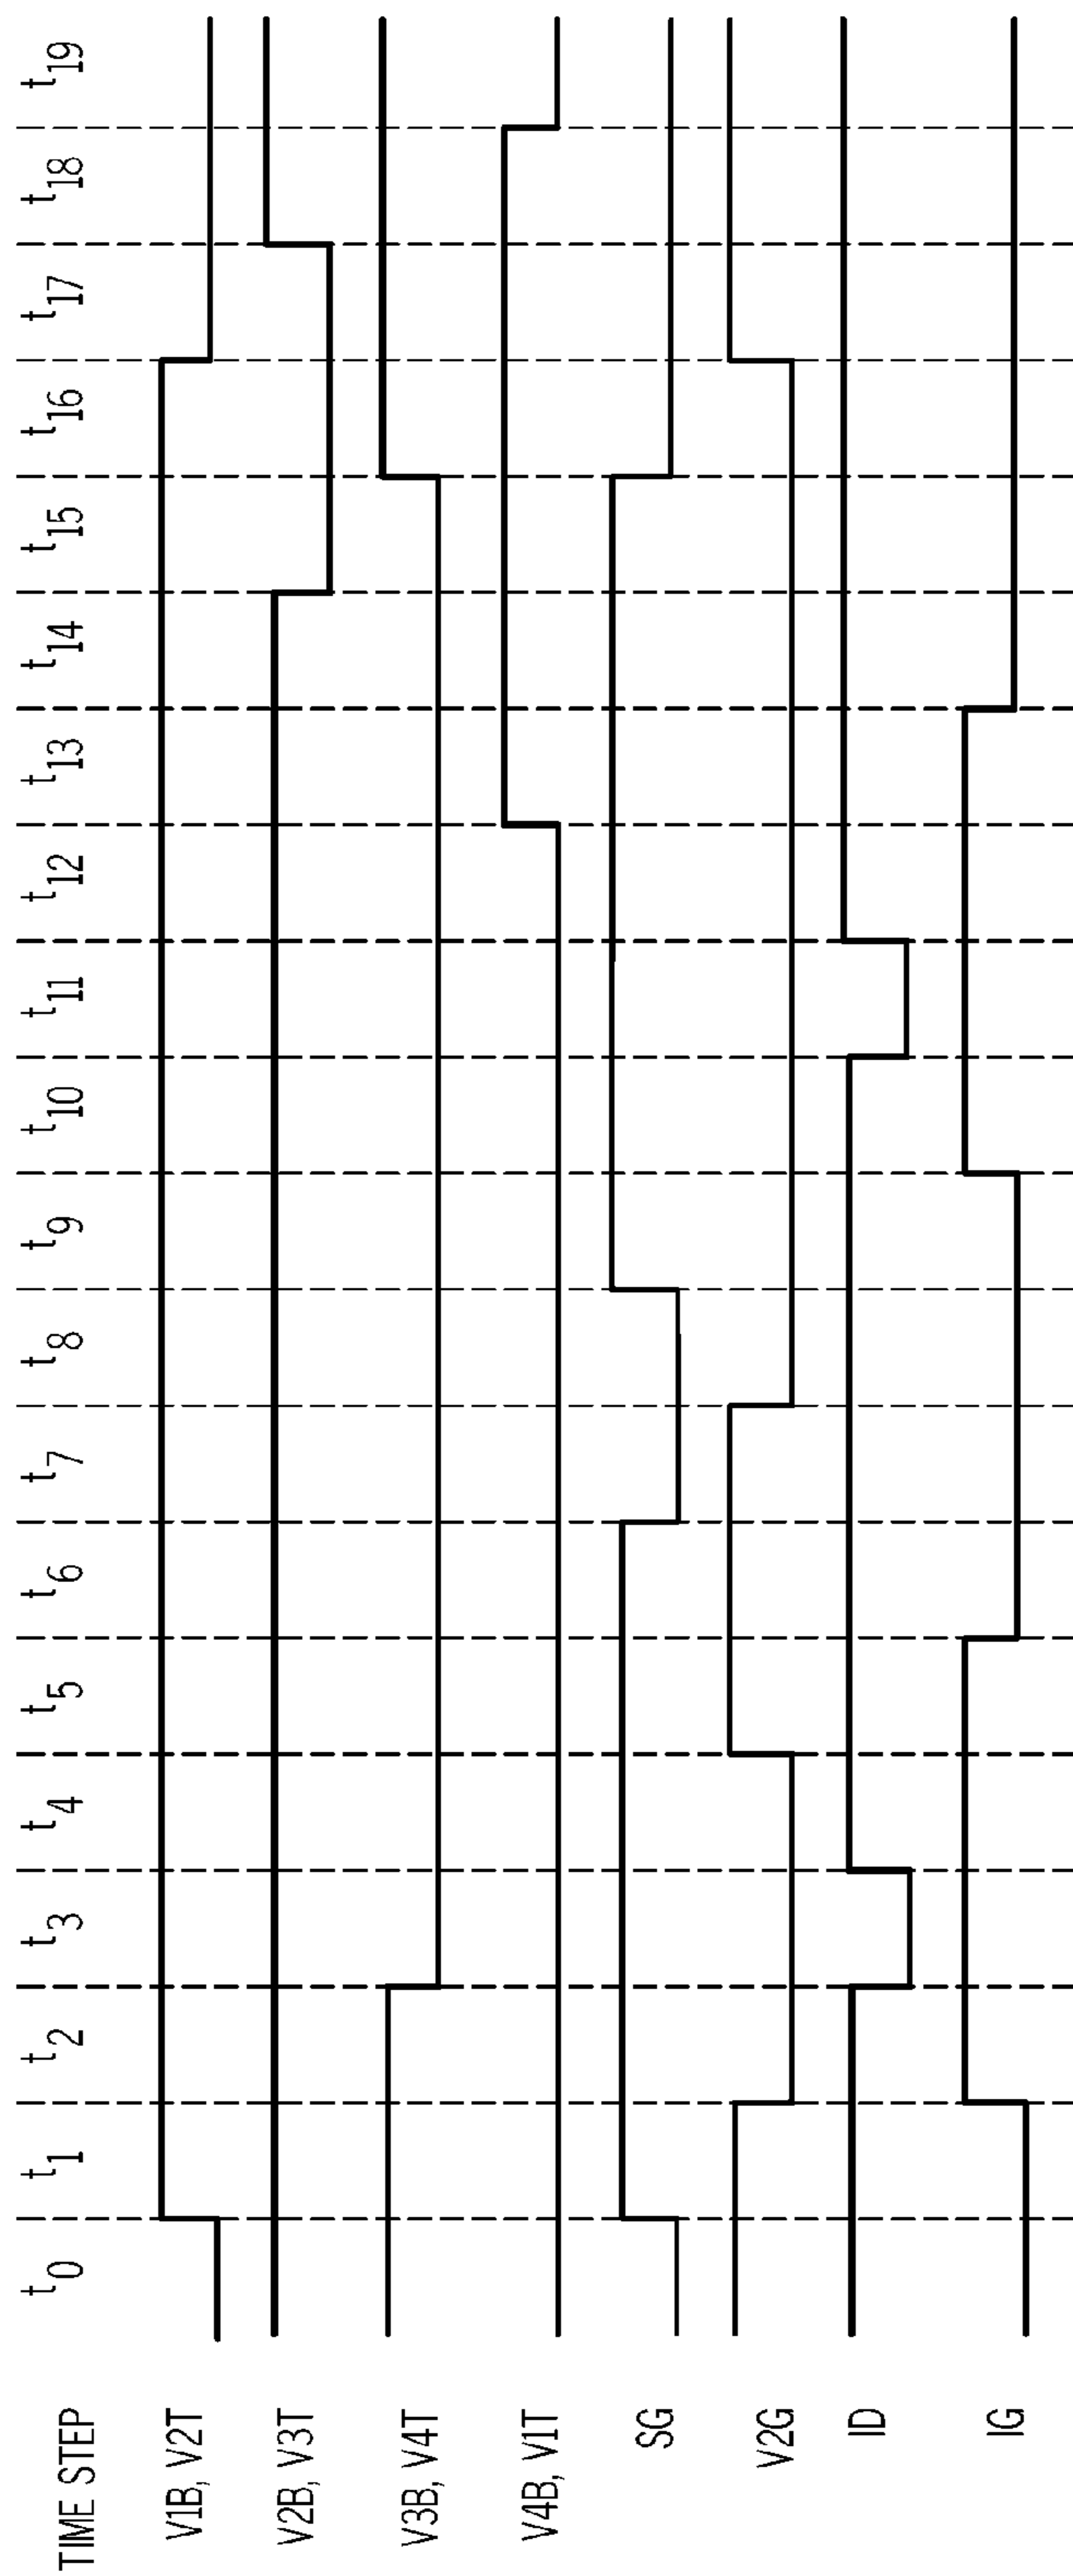 TIME STEP t0 t1 t2 t3 t4 t5 t6 t7 t8 t9 t10 t11 t12 t13 t14 t15 t16 t17 t18 t19
V1B, V2T
V2B, V3T
V3B, V4T
V4B, V1T
SG
V2G
ID
IG